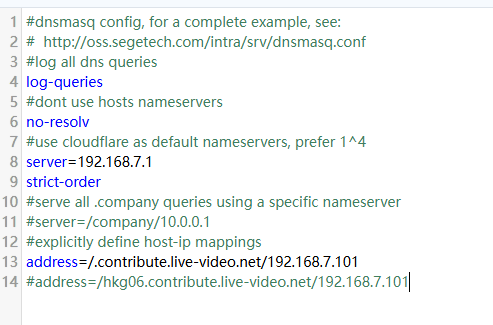 1 #dnsmasq config, for a complete example, see:
2 #  http://oss.segetech.com/intra/srv/dnsmasq.conf
3 #log all dns queries
4 log-queries
5 #dont use hosts nameservers
6 no-resolv
7 #use cloudflare as default nameservers, prefer 1^4
8 server=192.168.7.1
9 strict-order
10 #serve all .company queries using a specific nameserver
11 #server=/company/10.0.0.1
12 #explicitly define host-ip mappings
13 address=/.contribute.live-video.net/192.168.7.101
14 #address=/hkg06.contribute.live-video.net/192.168.7.101